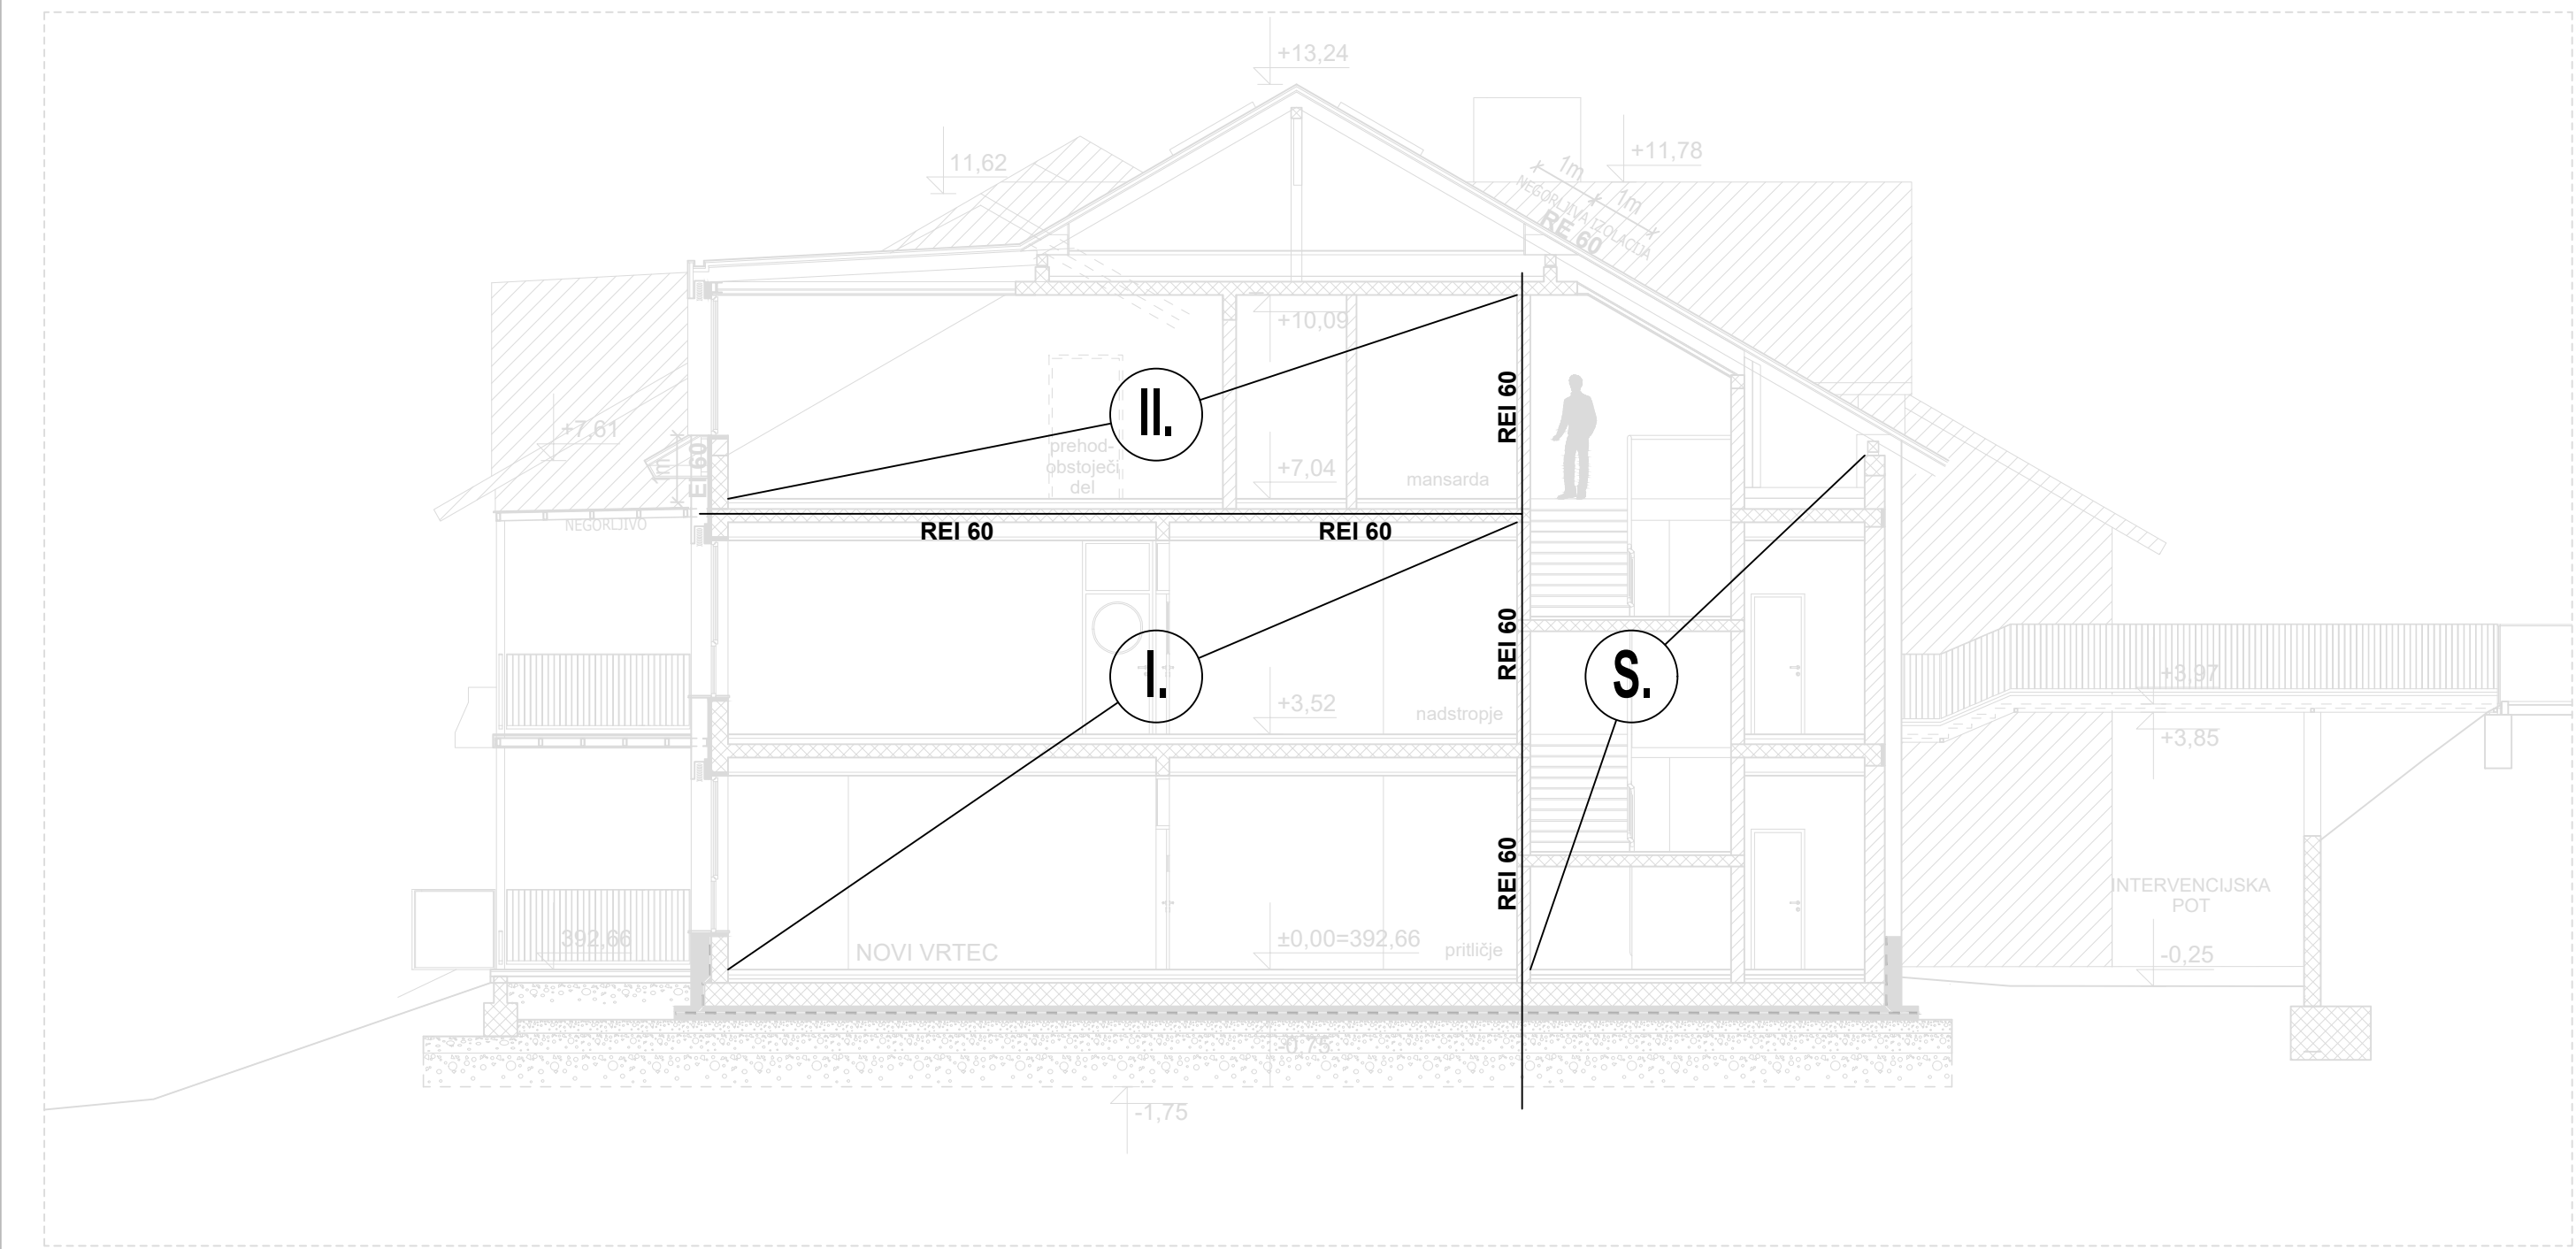 +13,24
11,62
+11,78
1m
1m
NEGORLJIVA IZOLACIJA
RE 60
+10,09
REI 60
II.
+7,61
1m
EI 60
prehod-
obstoječi
del
+7,04
mansarda
NEGORLJIVO
REI 60
REI 60
REI 60
I.
S.
+3,52
nadstropje
+3,97
+3,85
REI 60
INTERVENCIJSKA
POT
392,66
NOVI VRTEC
±0,00=392,66
pritličje
-0,25
-0,75
-1,75